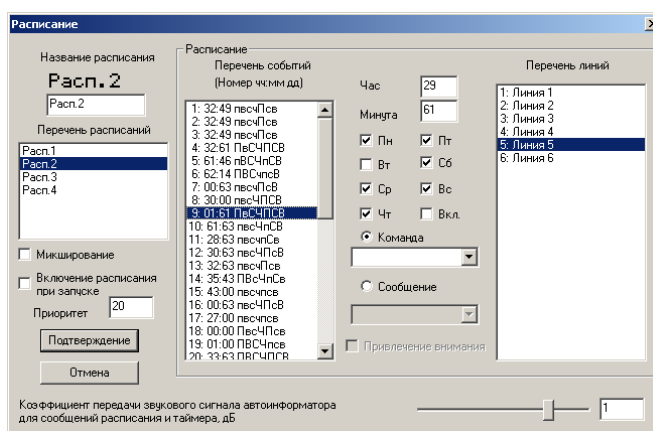 Расписание
Название расписания
Расп.2
Расп.2
Перечень расписаний
Расп.1
Расп.2
Расп.3
Расп.4
Микширование
Включение расписания
при запуске
Приоритет 20
Подтверждение
Отмена
Расписание
Перечень событий
(Номер чч:мм дд)
1: 32:49 пвсчПсв
2: 32:49 пвсчПсв
3: 32:49 пвсчПсв
4: 32:61 ПвСЧПСВ
5: 61:46 пВСЧпСВ
6: 62:14 ПВСчпсВ
7: 00:63 пвсчПсВ
8: 30:00 пвсЧПСВ
9: 01:61 ПвСЧПСВ
10: 61:63 пвсЧпСВ
11: 28:63 пвсчпСв
12: 30:63 пвсЧПсВ
13: 32:63 пвсчПсв
14: 35:43 ПВсЧпСв
15: 43:00 пвсчпсв
16: 00:63 пвсЧПсВ
17: 27:00 пвсчпсв
18: 00:00 ПвсЧПсв
19: 01:00 ПВСЧПсв
20: 33:63 ПВСЧПСВ
Час 29
Минута 61
Пн Пт
Вт Сб
Ср Вс
Чт Вкл.
Команда
Сообщение
Привлечение внимания
Перечень линий
1: Линия 1
2: Линия 2
3: Линия 3
4: Линия 4
5: Линия 5
6: Линия 6
Коэффициент передачи звукового сигнала автоинформатора
для сообщений расписания и таймера, дБ
1